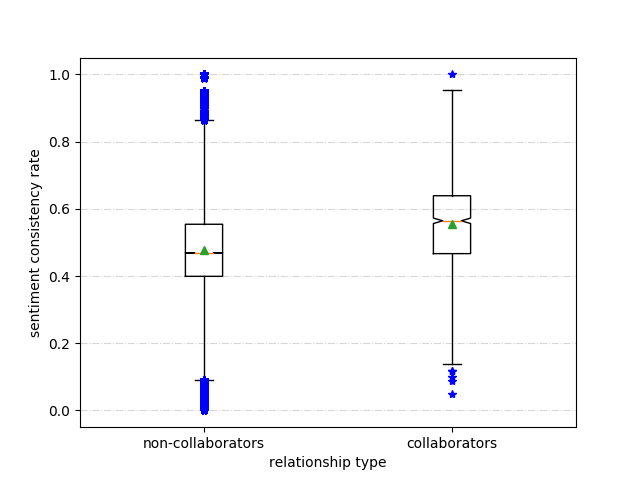 1.0
0.8
0.6
0.4
0.2
0.0
sentiment consistency rate
non-collaborators
collaborators
relationship type